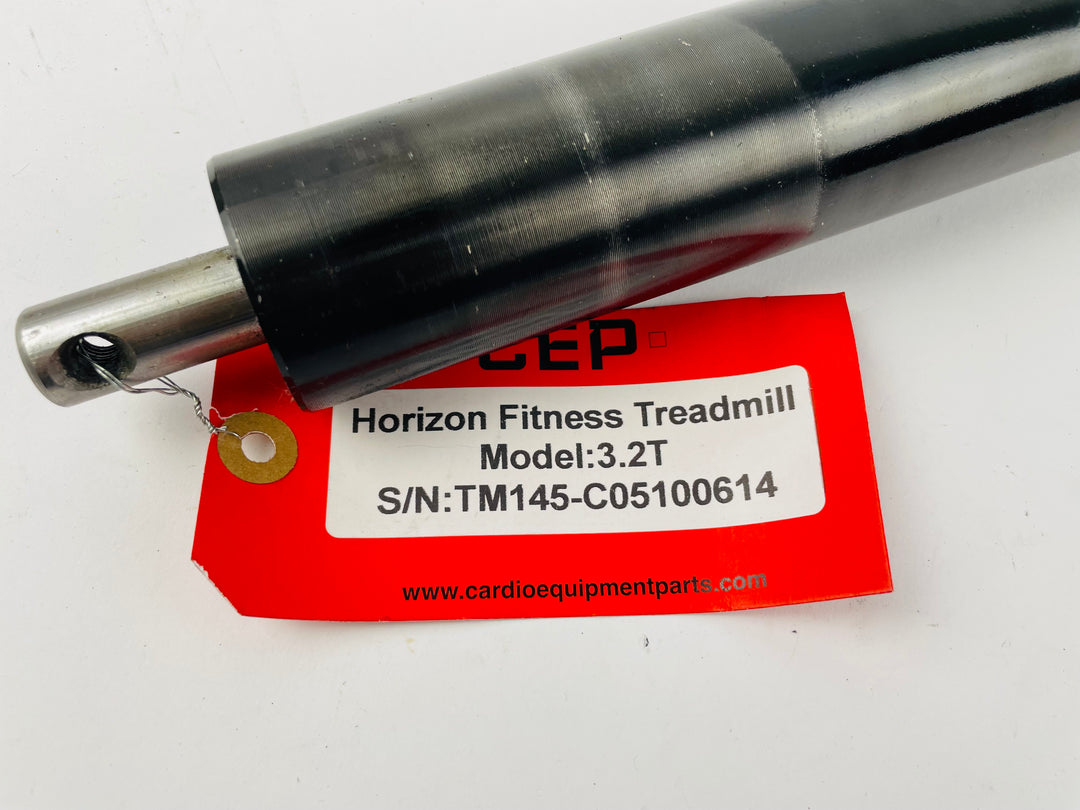 CEP
Horizon Fitness Treadmill
Model:3.2T
S/N:TM145-C05100614
www.cardioequipmentparts.com